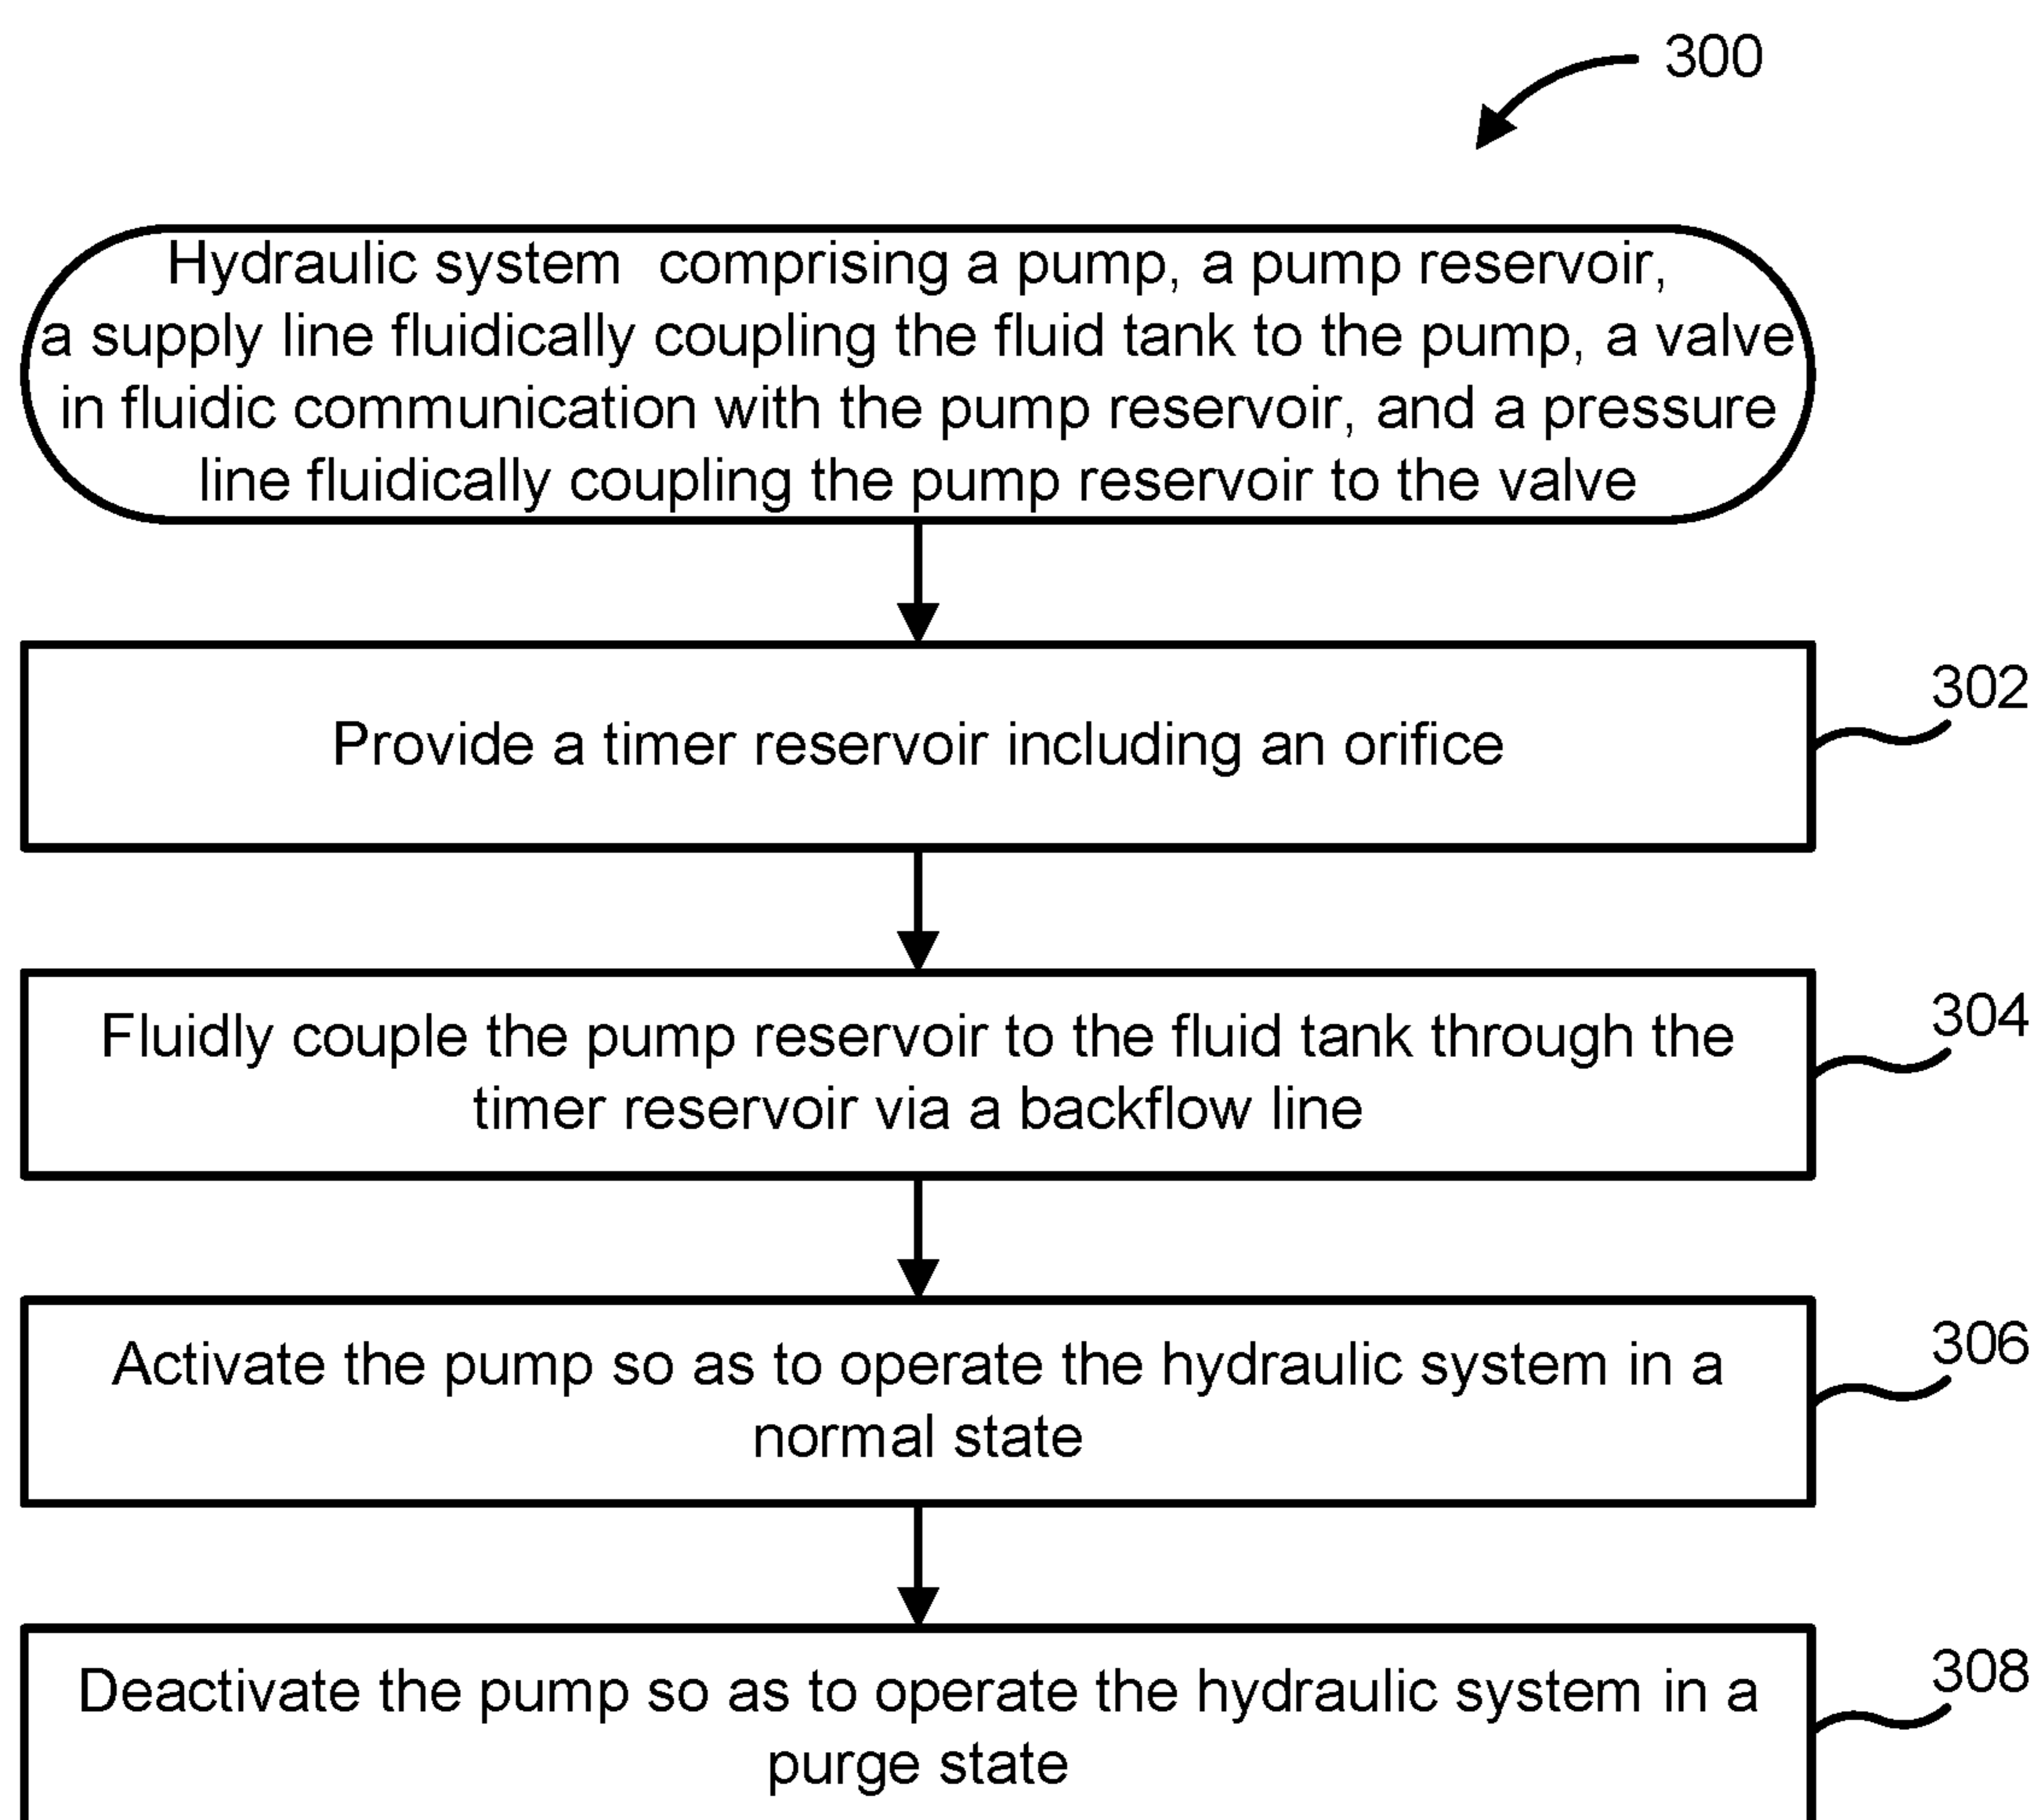 300
Hydraulic system comprising a pump, a pump reservoir,
a supply line fluidically coupling the fluid tank to the pump, a valve
in fluidic communication with the pump reservoir, and a pressure
line fluidically coupling the pump reservoir to the valve
302
Provide a timer reservoir including an orifice
304
Fluidly couple the pump reservoir to the fluid tank through the
timer reservoir via a backflow line
306
Activate the pump so as to operate the hydraulic system in a
normal state
308
Deactivate the pump so as to operate the hydraulic system in a
purge state